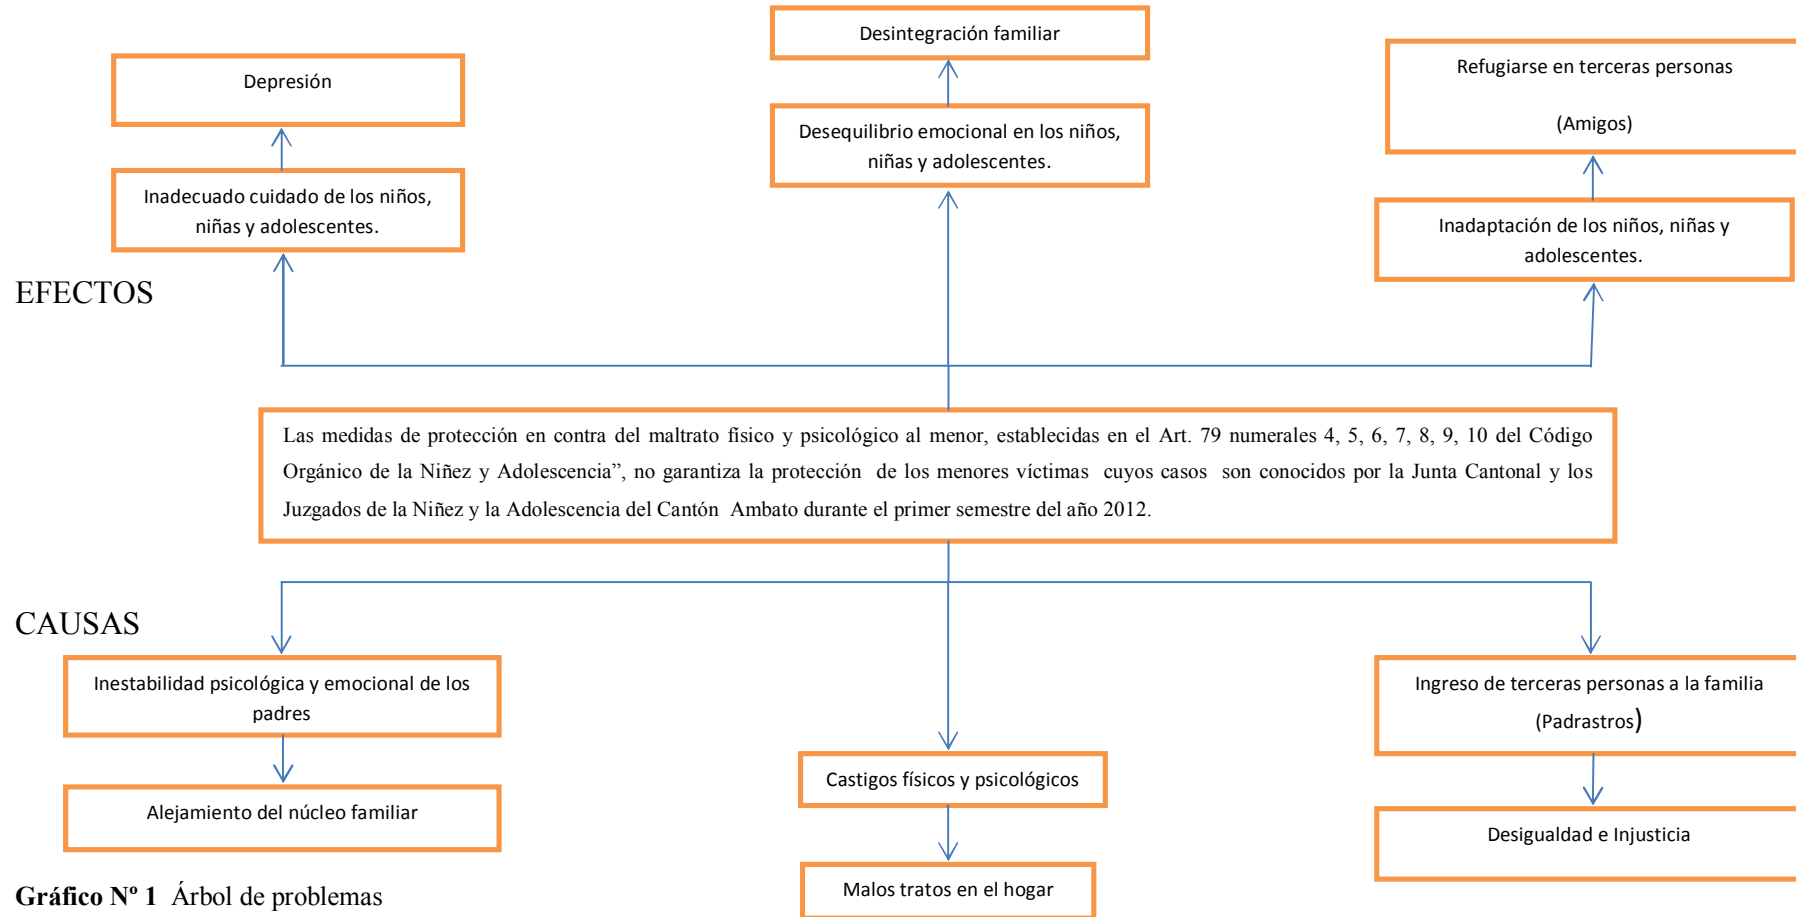 Desintegración familiar
Depresión
Refugiarse en terceras personas
(Amigos)
Desequilibrio emocional en los niños,
niñas y adolescentes.
Inadecuado cuidado de los niños,
niñas y adolescentes.
Inadaptación de los niños, niñas y
adolescentes.
EFECTOS
Las medidas de protección en contra del maltrato físico y psicológico al menor, establecidas en el Art. 79 numerales 4, 5, 6, 7, 8, 9, 10 del Código
Orgánico de la Niñez y Adolescencia”, no garantiza la protección de los menores víctimas cuyos casos son conocidos por la Junta Cantonal y los
Juzgados de la Niñez y la Adolescencia del Cantón Ambato durante el primer semestre del año 2012.
CAUSAS
Inestabilidad psicológica y emocional de los
padres
Ingreso de terceras personas a la familia
(Padrastros)
Castigos físicos y psicológicos
Alejamiento del núcleo familiar
Desigualdad e Injusticia
Malos tratos en el hogar
Gráfico Nº 1 Árbol de problemas